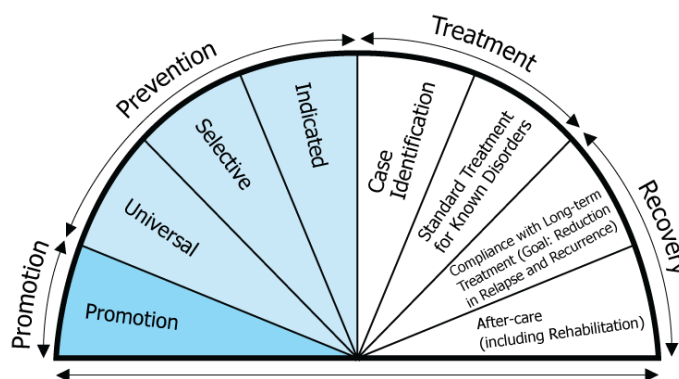 Promotion
Prevention
Treatment
Recovery
Promotion
Universal
Selective
Indicated
Case
Identification
Standard Treatment
for Known Disorders
Compliance with Long-term
Treatment (Goal: Reduction
in Relapse and Recurrence)
After-care
(including Rehabilitation)